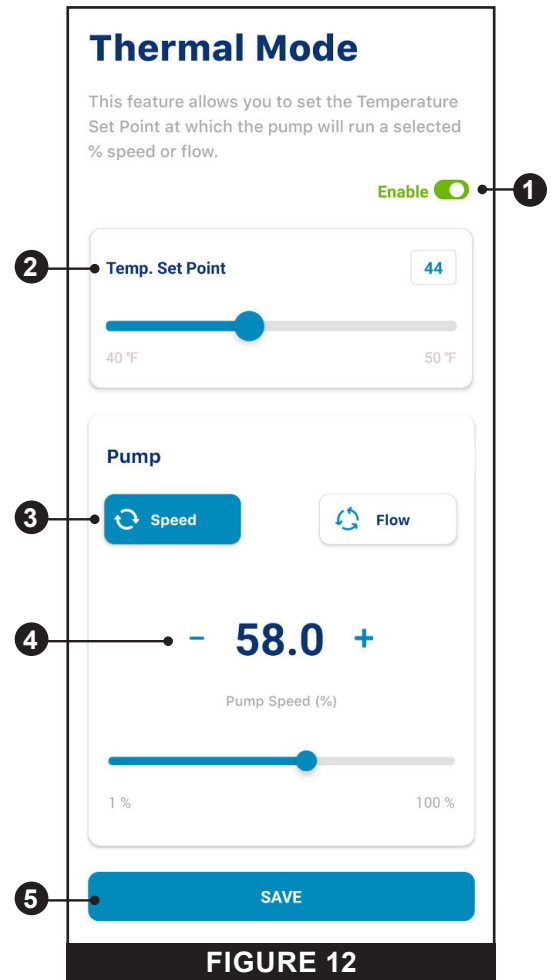 Thermal Mode
This feature allows you to set the Temperature
Set Point at which the pump will run a selected
% speed or flow.
Enable
1
2
Temp. Set Point
44
40 °F
50 °F
Pump
3
Speed
Flow
4
- 58.0 +
Pump Speed (%)
1 %
100 %
5
SAVE
FIGURE 12